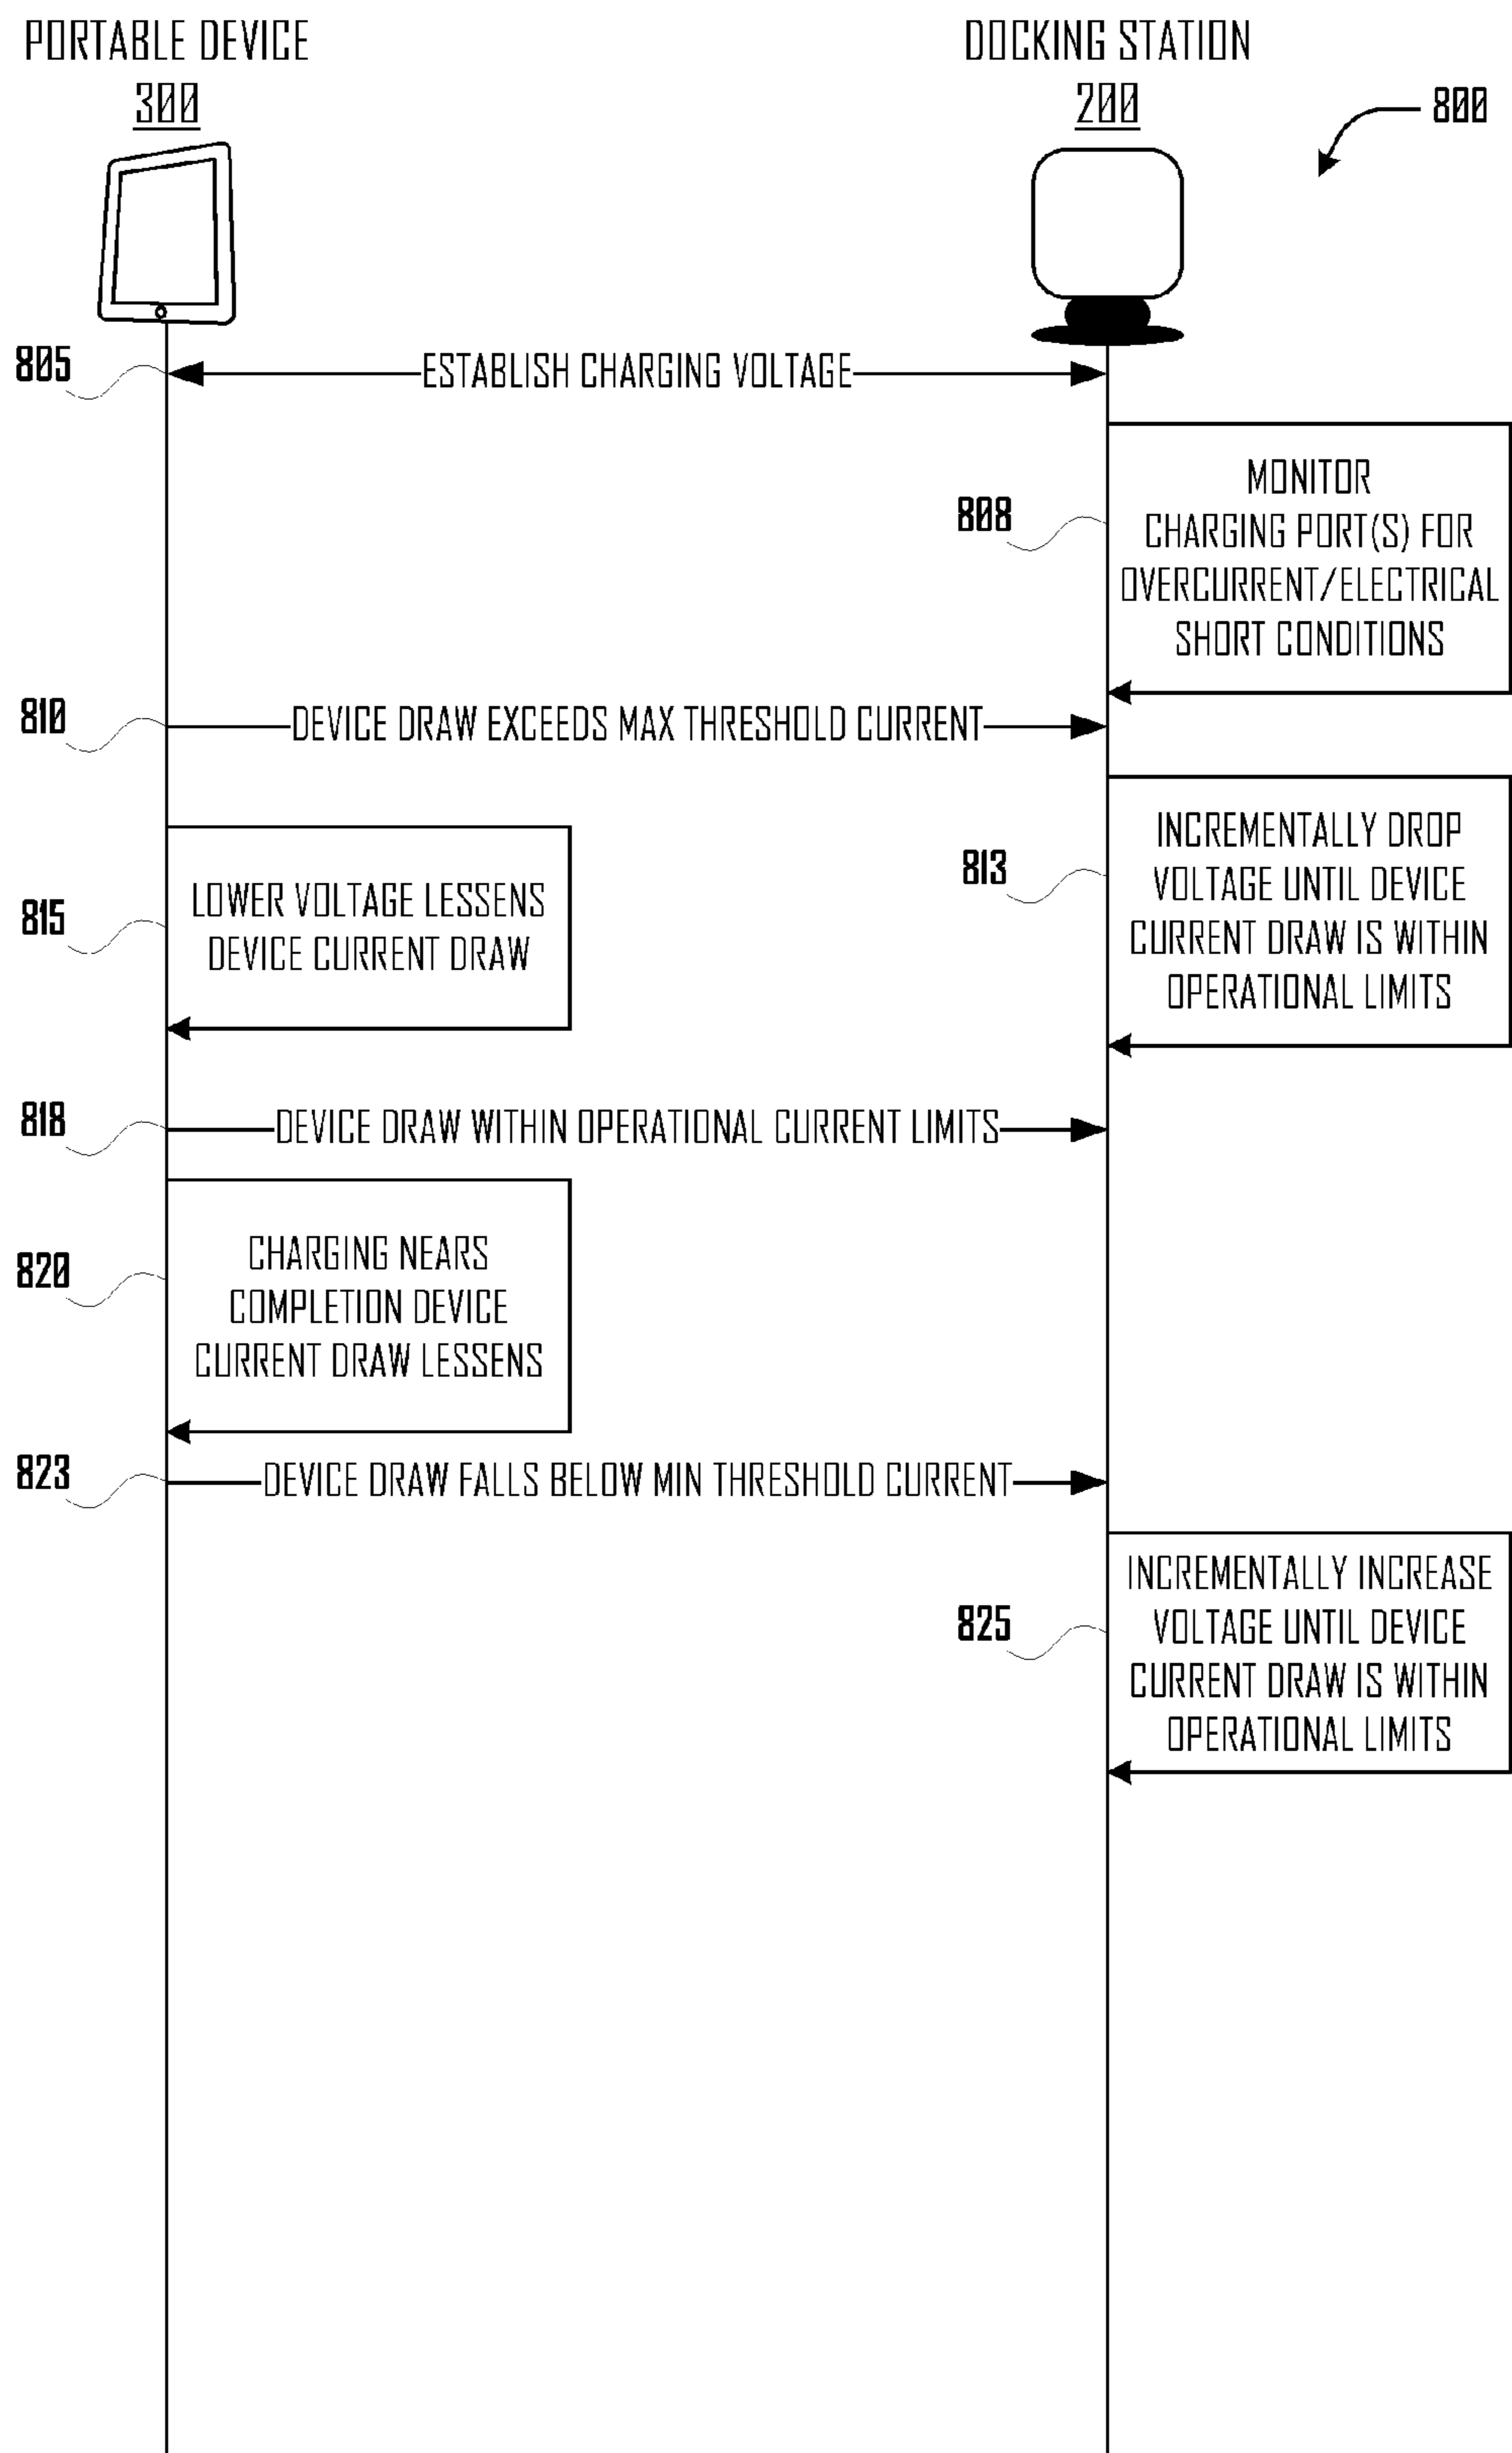 PORTABLE DEVICE
300
DOCKING STATION
200
800
805
ESTABLISH CHARGING VOLTAGE
808
MONITOR
CHARGING PORT(S) FOR
OVERCURRENT/ELECTRICAL
SHORT CONDITIONS
810
DEVICE DRAW EXCEEDS MAX THRESHOLD CURRENT
813
INCREMENTALLY DROP
VOLTAGE UNTIL DEVICE
CURRENT DRAW IS WITHIN
OPERATIONAL LIMITS
815
LOWER VOLTAGE LESSENS
DEVICE CURRENT DRAW
818
DEVICE DRAW WITHIN OPERATIONAL CURRENT LIMITS
820
CHARGING NEARS
COMPLETION DEVICE
CURRENT DRAW LESSENS
823
DEVICE DRAW FALLS BELOW MIN THRESHOLD CURRENT
825
INCREMENTALLY INCREASE
VOLTAGE UNTIL DEVICE
CURRENT DRAW IS WITHIN
OPERATIONAL LIMITS